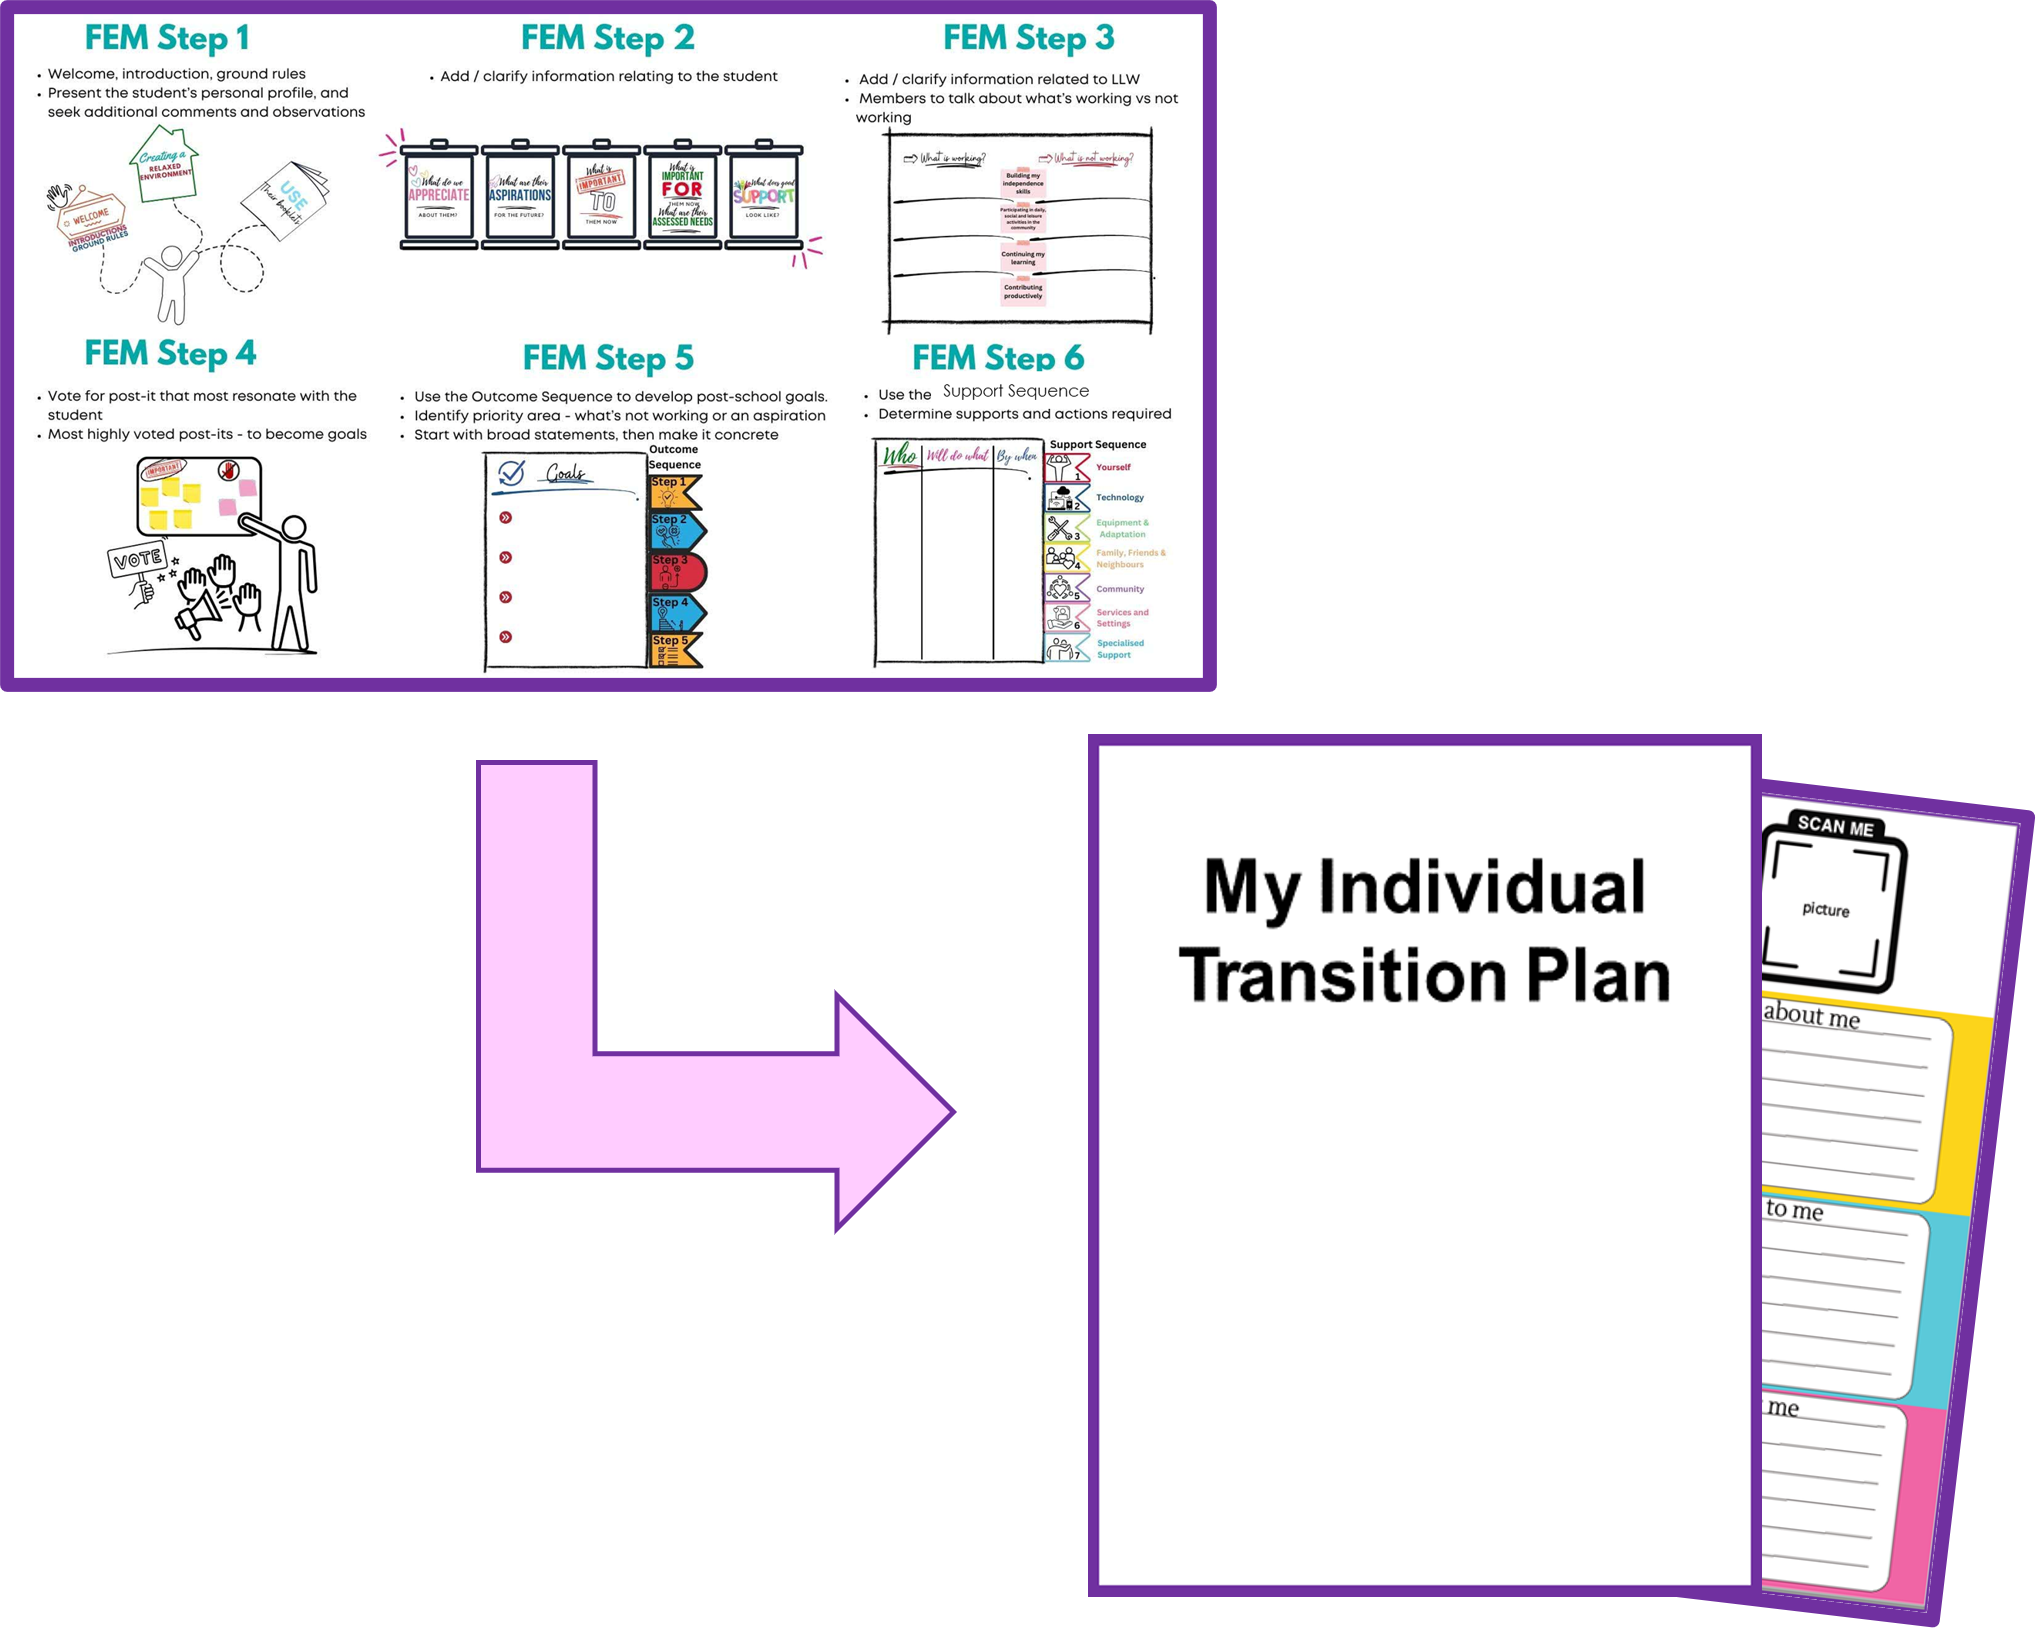 FEM Step 1
• Welcome, introduction, ground rules
• Present the student's personal profile, and
seek additional comments and observations
Creating a
RELAXED
ENVIRONMENT
WELCOME
INTRODUCTIONS
GROUND RULES
USE
Their booklets
FEM Step 2
• Add / clarify information relating to the student
What do we
APPRECIATE
ABOUT THEM?
What are their
ASPIRATIONS
FOR THE FUTURE?
What is
IMPORTANT
TO
THEM NOW
What is
IMPORTANT
FOR
THEM NOW
What are their
ASSESSED NEEDS
What does good
SUPPORT
LOOK LIKE?
FEM Step 3
• Add / clarify information related to LLW
• Members to talk about what's working vs not
working
What is working?
What is not working?
Building my
independence
skills
Participating in daily,
social and leisure
activities in the
community
Continuing my
learning
Contributing
productively
FEM Step 4
• Vote for post-it that most resonate with the
student
• Most highly voted post-its - to become goals
IMPORTANT
VOTE
FEM Step 5
• Use the Outcome Sequence to develop post-school goals.
• Identify priority area - what's not working or an aspiration
• Start with broad statements, then make it concrete
Goals
Outcome
Sequence
Step 1
Step 2
Step 3
Step 4
Step 5
FEM Step 6
• Use the Support Sequence
• Determine supports and actions required
Who Will do what By when
Support Sequence
1 Yourself
2 Technology
3 Equipment &
Adaptation
4 Family, Friends &
Neighbours
5 Community
6 Services and
Settings
7 Specialised
Support
My Individual
Transition Plan
SCAN ME
picture
about me
to me
me